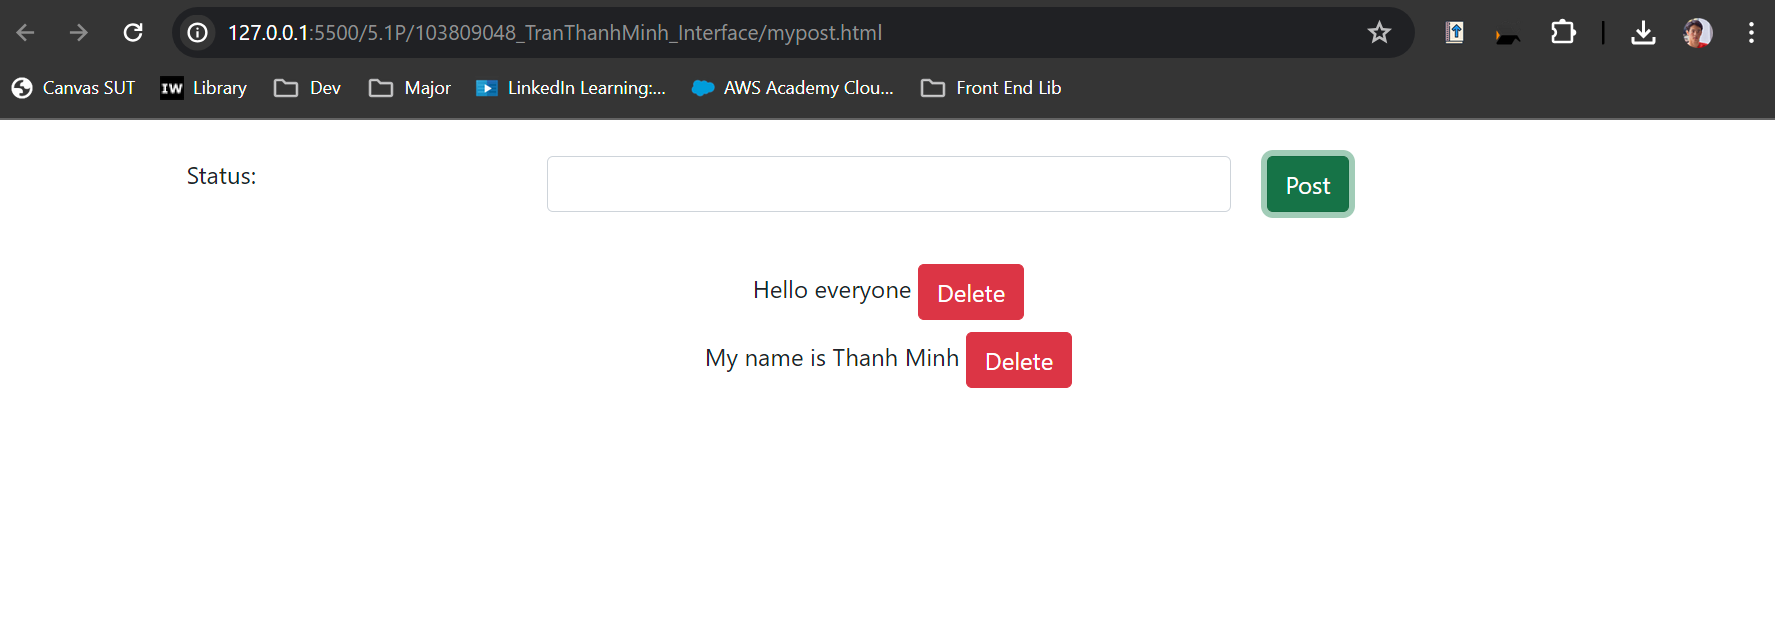 127.0.0.1:5500/5.1P/103809048_TranThanhMinh_Interface/mypost.html
Canvas SUT IW Library Dev Major LinkedIn Learning:... AWS Academy Clou... Front End Lib
Status: Post
Hello everyone Delete
My name is Thanh Minh Delete